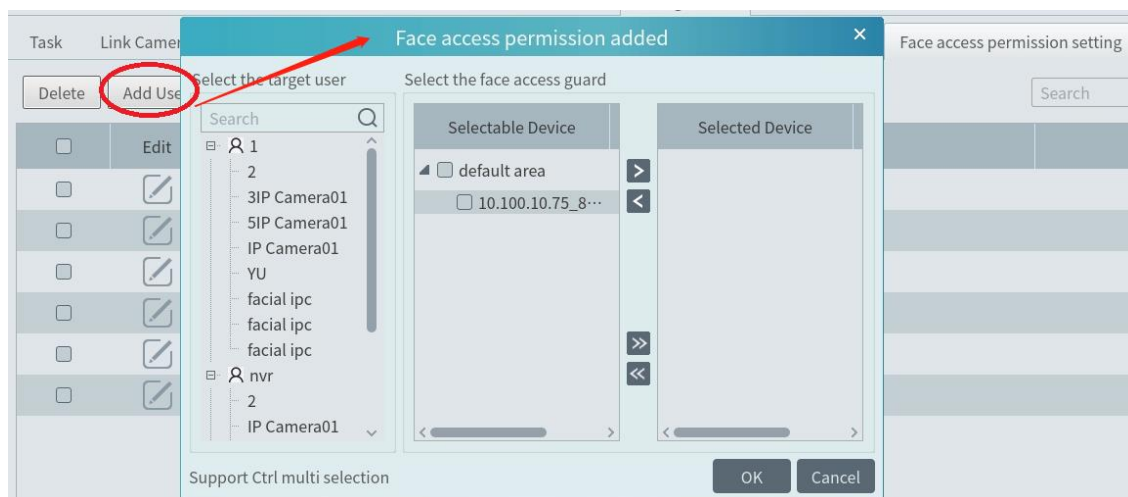 Task Link Camer Face access permission added × Face access permission setting
Delete Add Use Select the target user Select the face access guard Search
Search Selectable Device Selected Device
Edit 1
2 default area
3IP Camera01 10.100.10.75_8···
5IP Camera01
IP Camera01
YU
facial ipc
facial ipc
facial ipc
nvr
2
IP Camera01
Support Ctrl multi selection OK Cancel